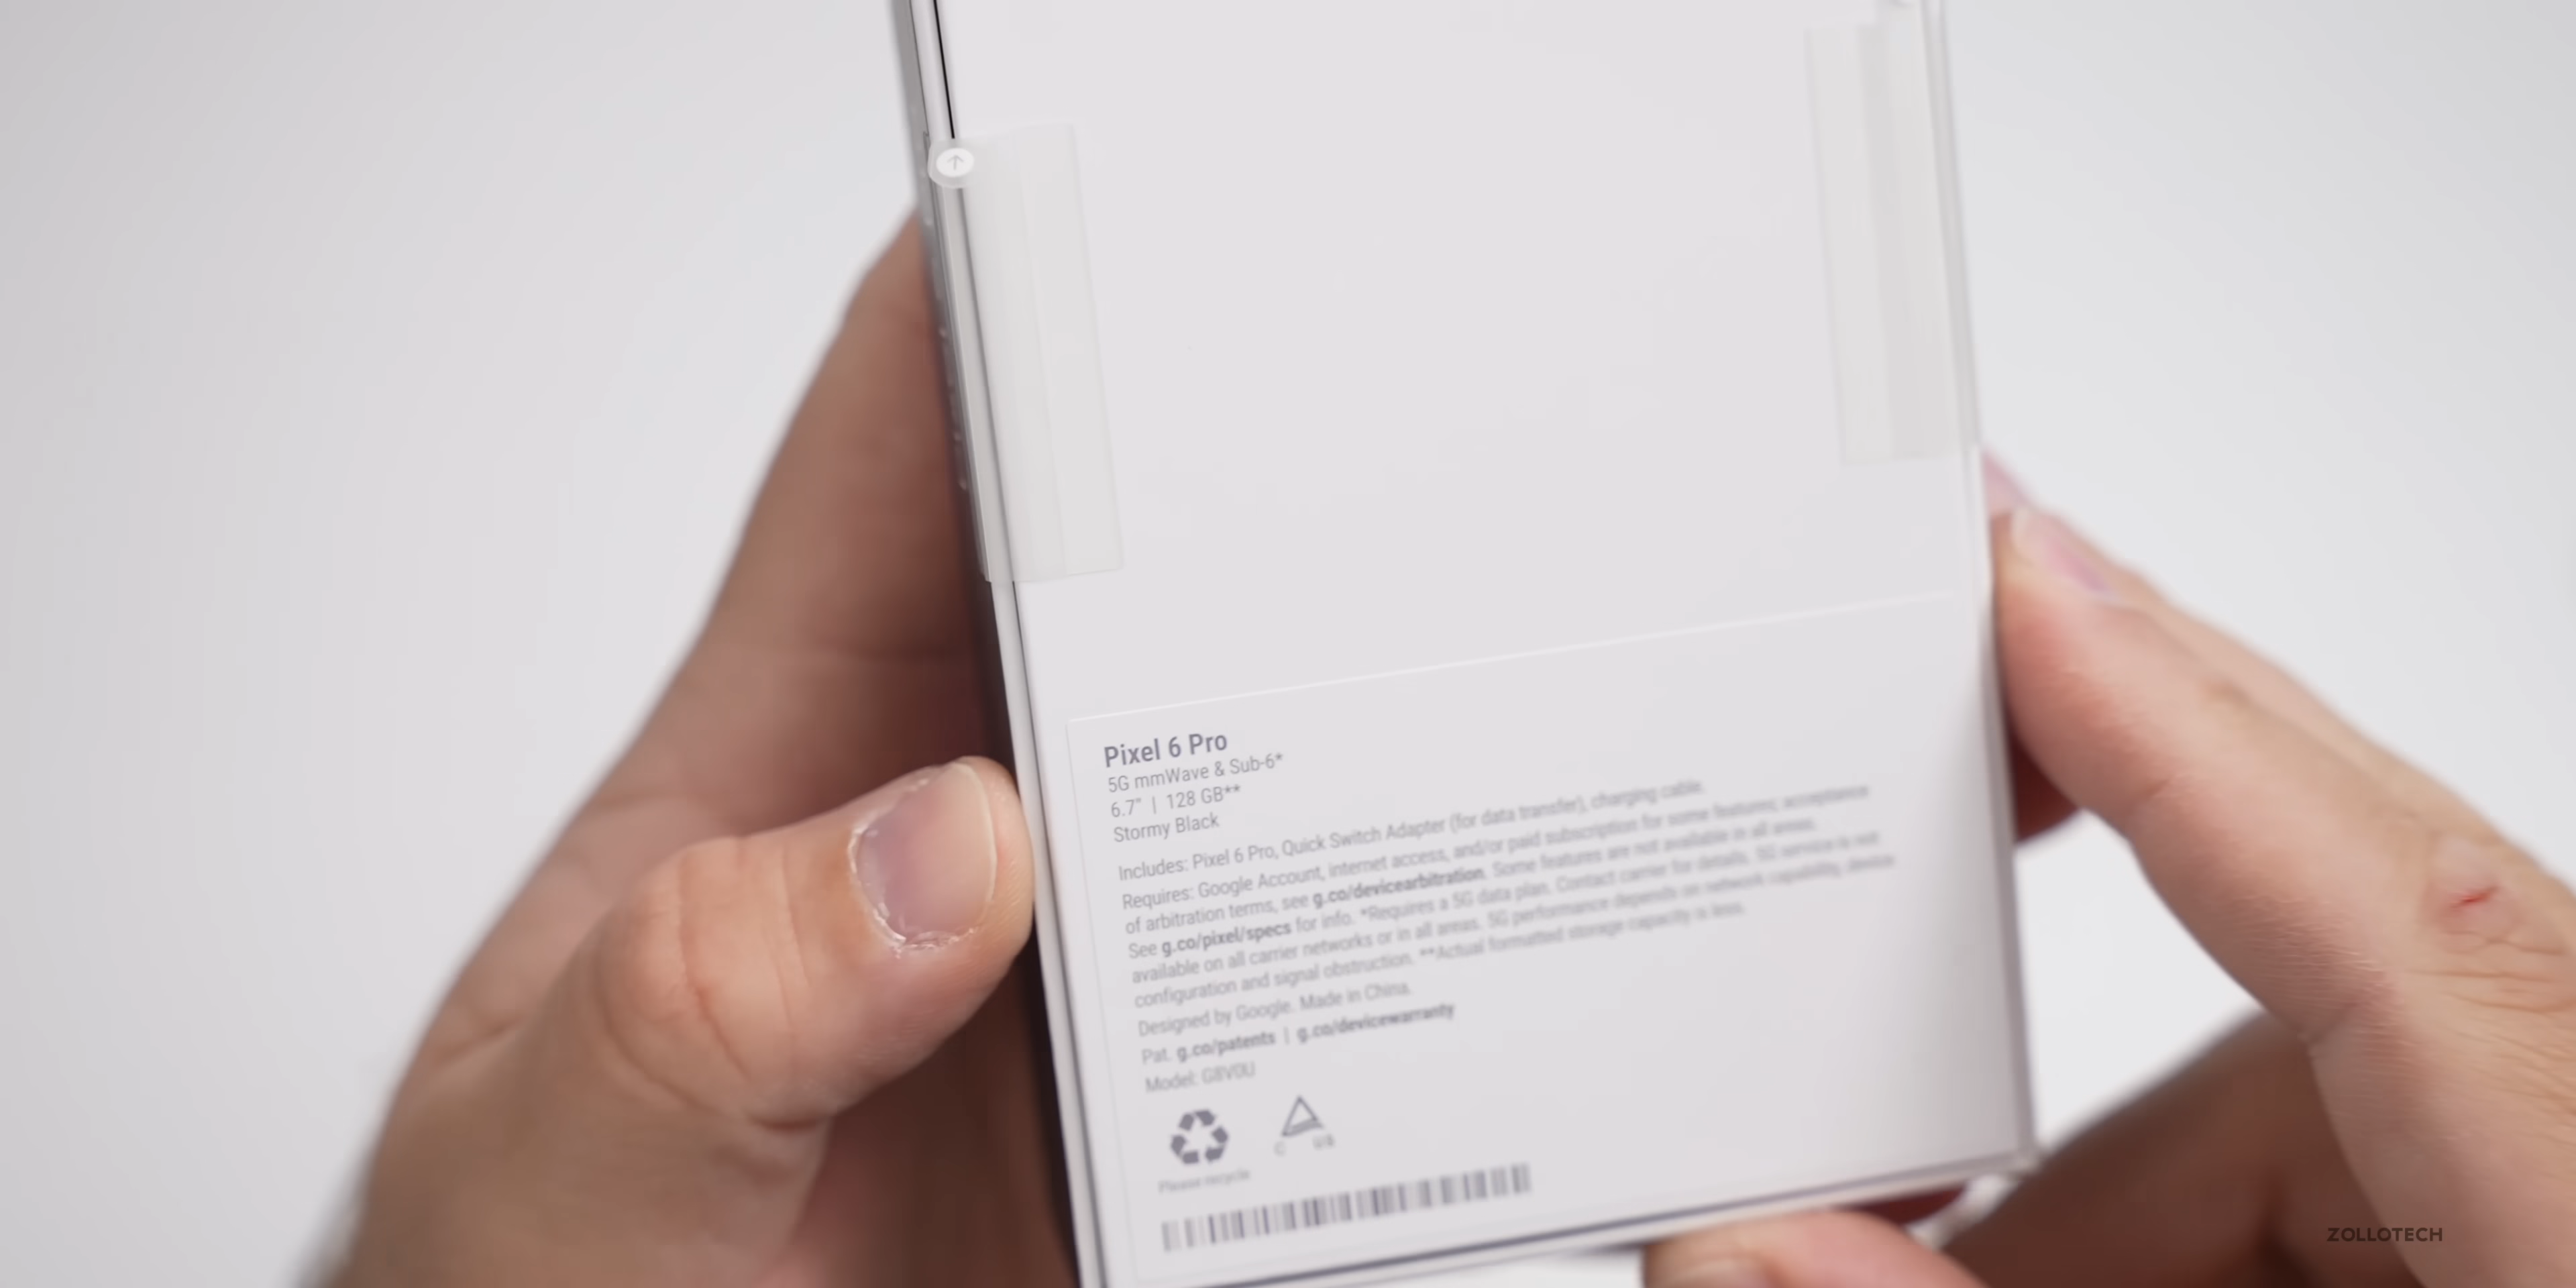 Pixel 6 Pro
5G mmWave & Sub-6*
6.7" | 128 GB**
Stormy Black
Includes: Pixel 6 Pro, Quick Switch Adapter (for data transfer), charging cable.
Requires: Google Account, internet access, and/or paid subscription for some features; acceptance
of arbitration terms, see g.co/devicearbitration. Some features are not available in all areas.
See g.co/pixel/specs for info. *Requires a 5G data plan. Contact carrier for details. 5G service is not
available on all carrier networks or in all areas. 5G performance depends on network capability, device
configuration and signal obstruction. **Actual formatted storage capacity is less.
Designed by Google. Made in China.
Pat. g.co/patents | g.co/devicewarranty
Model: G8V0U
Please recycle
ZOLLOTECH